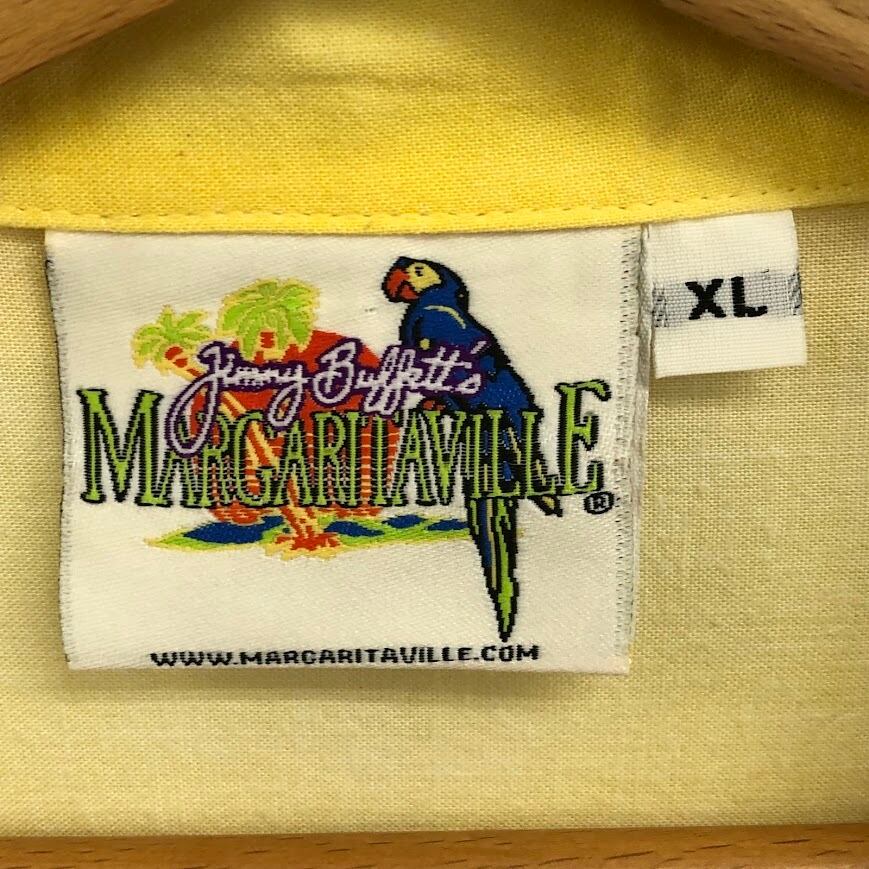 Jimmy Buffett's
MARGARITAVILLE®
WWW.MARGARITAVILLE.COM
XL